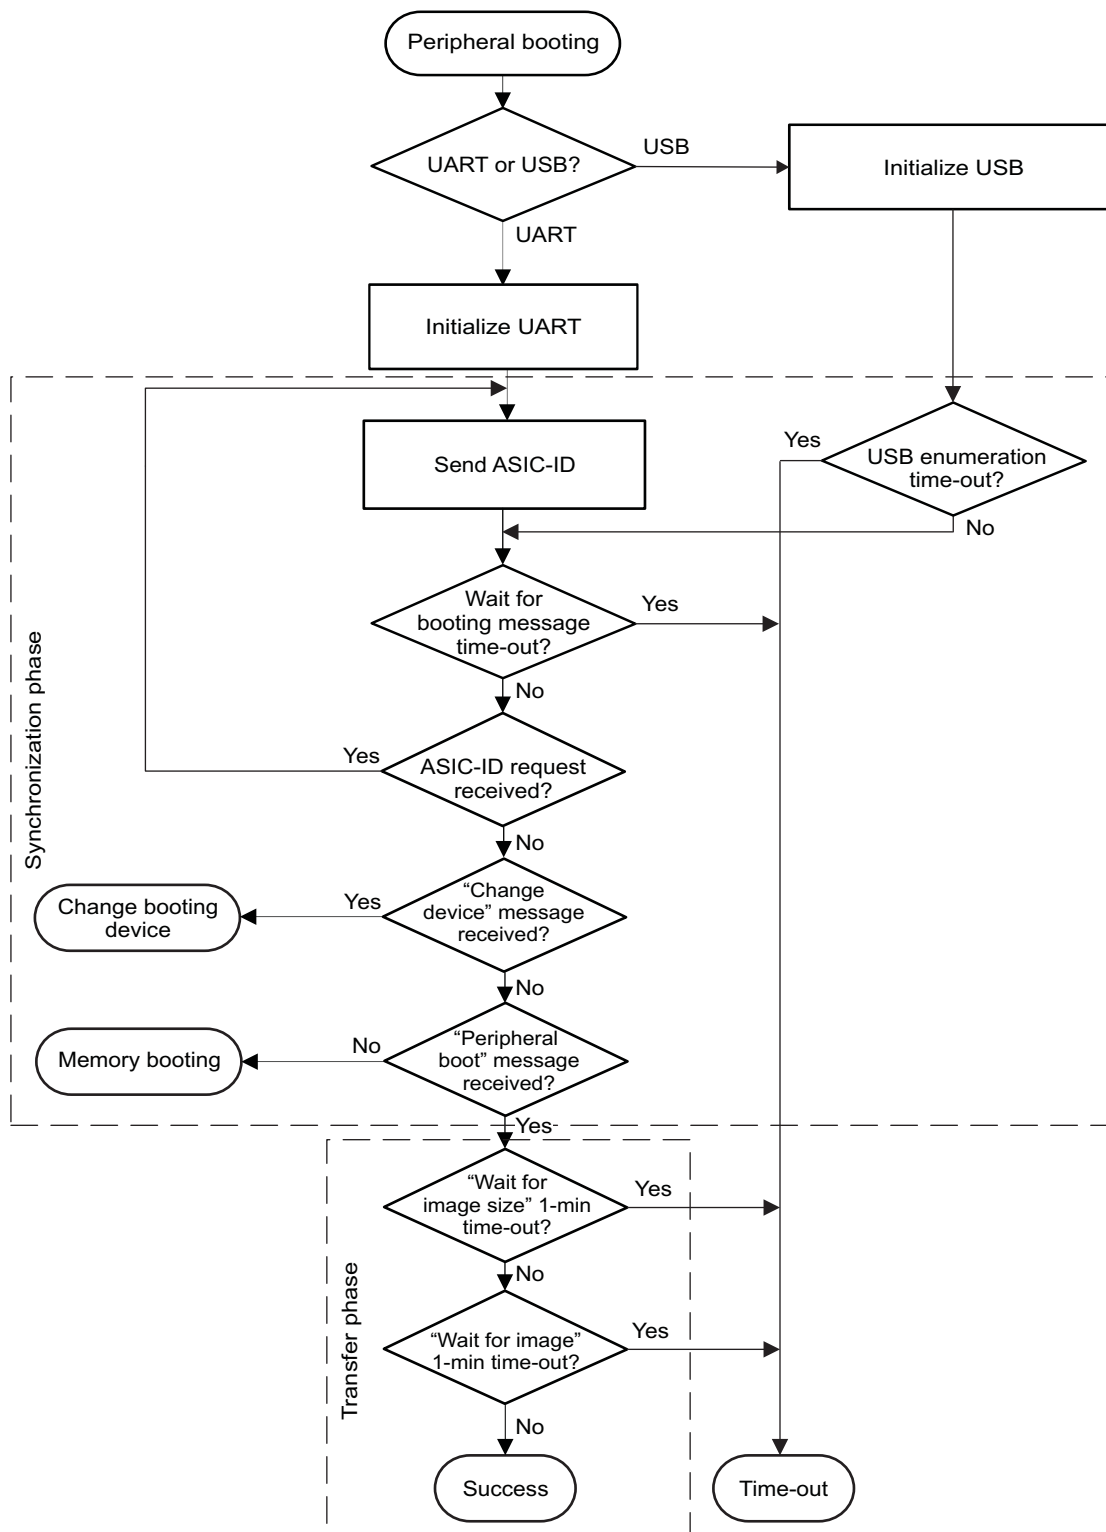 Peripheral booting
UART or USB?
USB
Initialize USB
UART
Initialize UART
Send ASIC-ID
Yes
USB enumeration
time-out?
No
Wait for
booting message
time-out?
Yes
No
Synchronization phase
Yes
ASIC-ID request
received?
No
Change booting
device
Yes
“Change
device” message
received?
No
Memory booting
No
“Peripheral
boot” message
received?
Yes
“Wait for
image size” 1-min
time-out?
Yes
No
Transfer phase
“Wait for image”
1-min time-out?
Yes
No
Success
Time-out